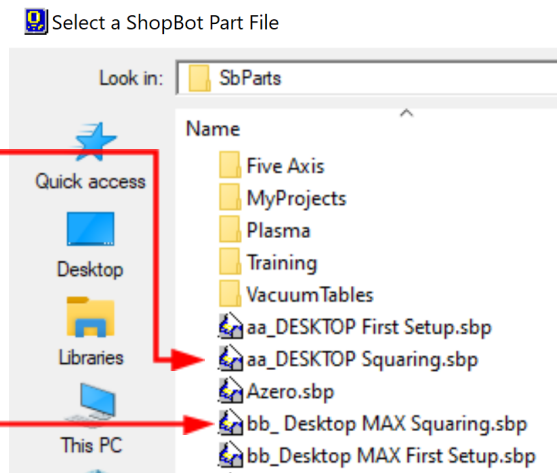 Select a ShopBot Part File
Look in:
SbParts
Name
Quick access
Desktop
Libraries
This PC
Five Axis
MyProjects
Plasma
Training
VacuumTables
aa_DESKTOP First Setup.sbp
aa_DESKTOP Squaring.sbp
Azero.sbp
bb_ Desktop MAX Squaring.sbp
bb_Desktop MAX First Setup.sbp